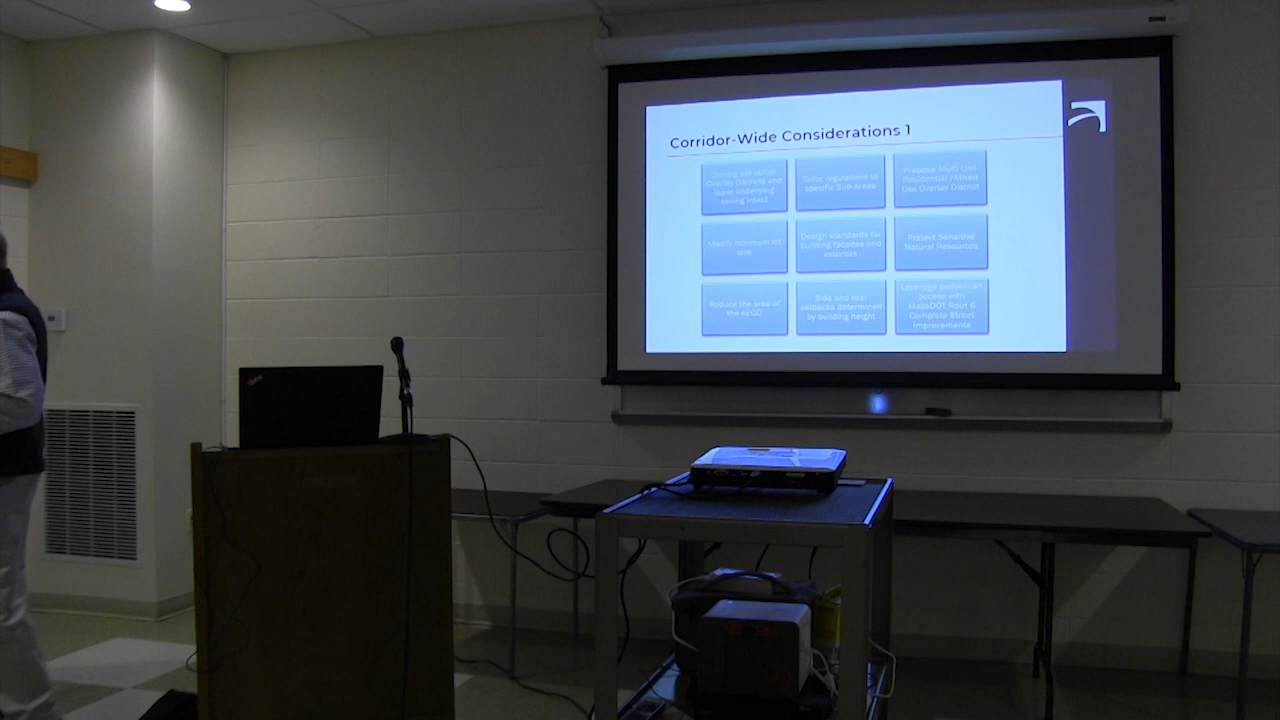 Corridor-Wide Considerations 1
Zoning will utilize
Overlay Districts and
leave underlying
zoning intact
Tailor regulations to
specific Sub-Areas
Propose Multi Unit
Residential /Mixed
Use Overlay District
Modify minimum lot
size
Design standards for
building facades and
exteriors
Protect Sensitive
Natural Resources
Reduce the area of
the AEOD
Side and rear
setbacks determined
by building height
Leverage pedestrian
access with
MassDOT Rout 6
Complete Street
Improvements